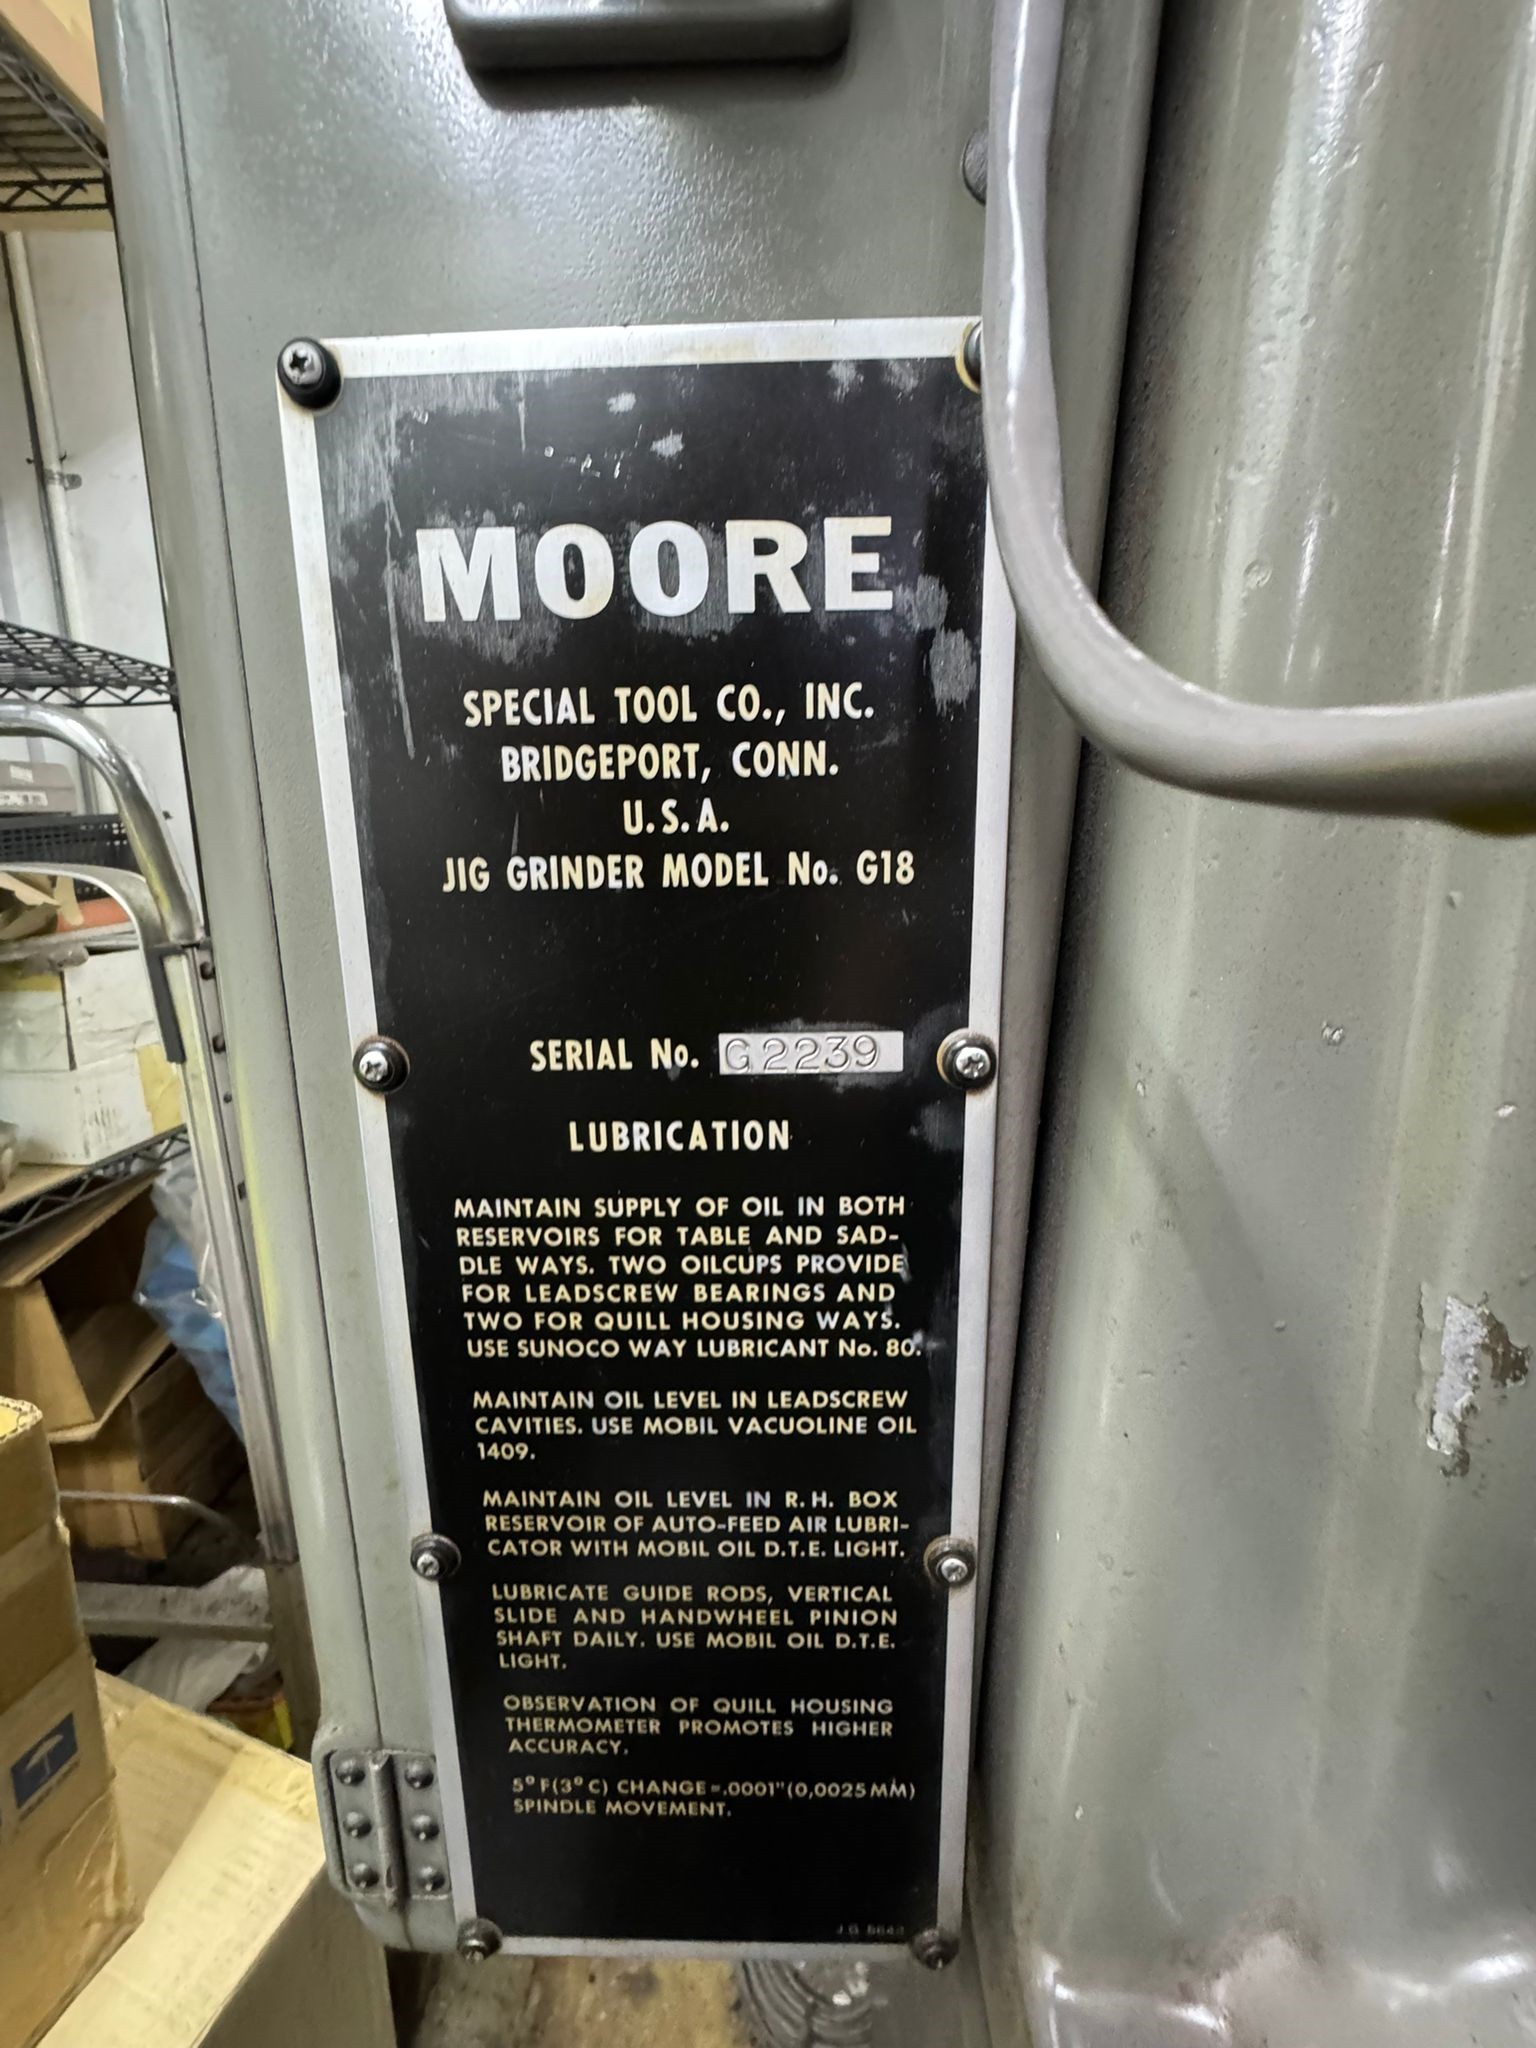 MOORE
SPECIAL TOOL CO., INC.
BRIDGEPORT, CONN.
U.S.A.
JIG GRINDER MODEL No. G18
SERIAL No. G2239
LUBRICATION
MAINTAIN SUPPLY OF OIL IN BOTH
RESERVOIRS FOR TABLE AND SAD-
DLE WAYS. TWO OILCUPS PROVIDE
FOR LEADSCREW BEARINGS AND
TWO FOR QUILL HOUSING WAYS.
USE SUNOCO WAY LUBRICANT No. 80.
MAINTAIN OIL LEVEL IN LEADSCREW
CAVITIES. USE MOBIL VACUOLINE OIL
1409.
MAINTAIN OIL LEVEL IN R.H. BOX
RESERVOIR OF AUTO-FEED AIR LUBRI-
CATOR WITH MOBIL OIL D.T.E. LIGHT.
LUBRICATE GUIDE RODS, VERTICAL
SLIDE AND HANDWHEEL PINION
SHAFT DAILY. USE MOBIL OIL D.T.E.
LIGHT.
OBSERVATION OF QUILL HOUSING
THERMOMETER PROMOTES HIGHER
ACCURACY.
5°F(3°C) CHANGE=.0001"(0,0025MM)
SPINDLE MOVEMENT.